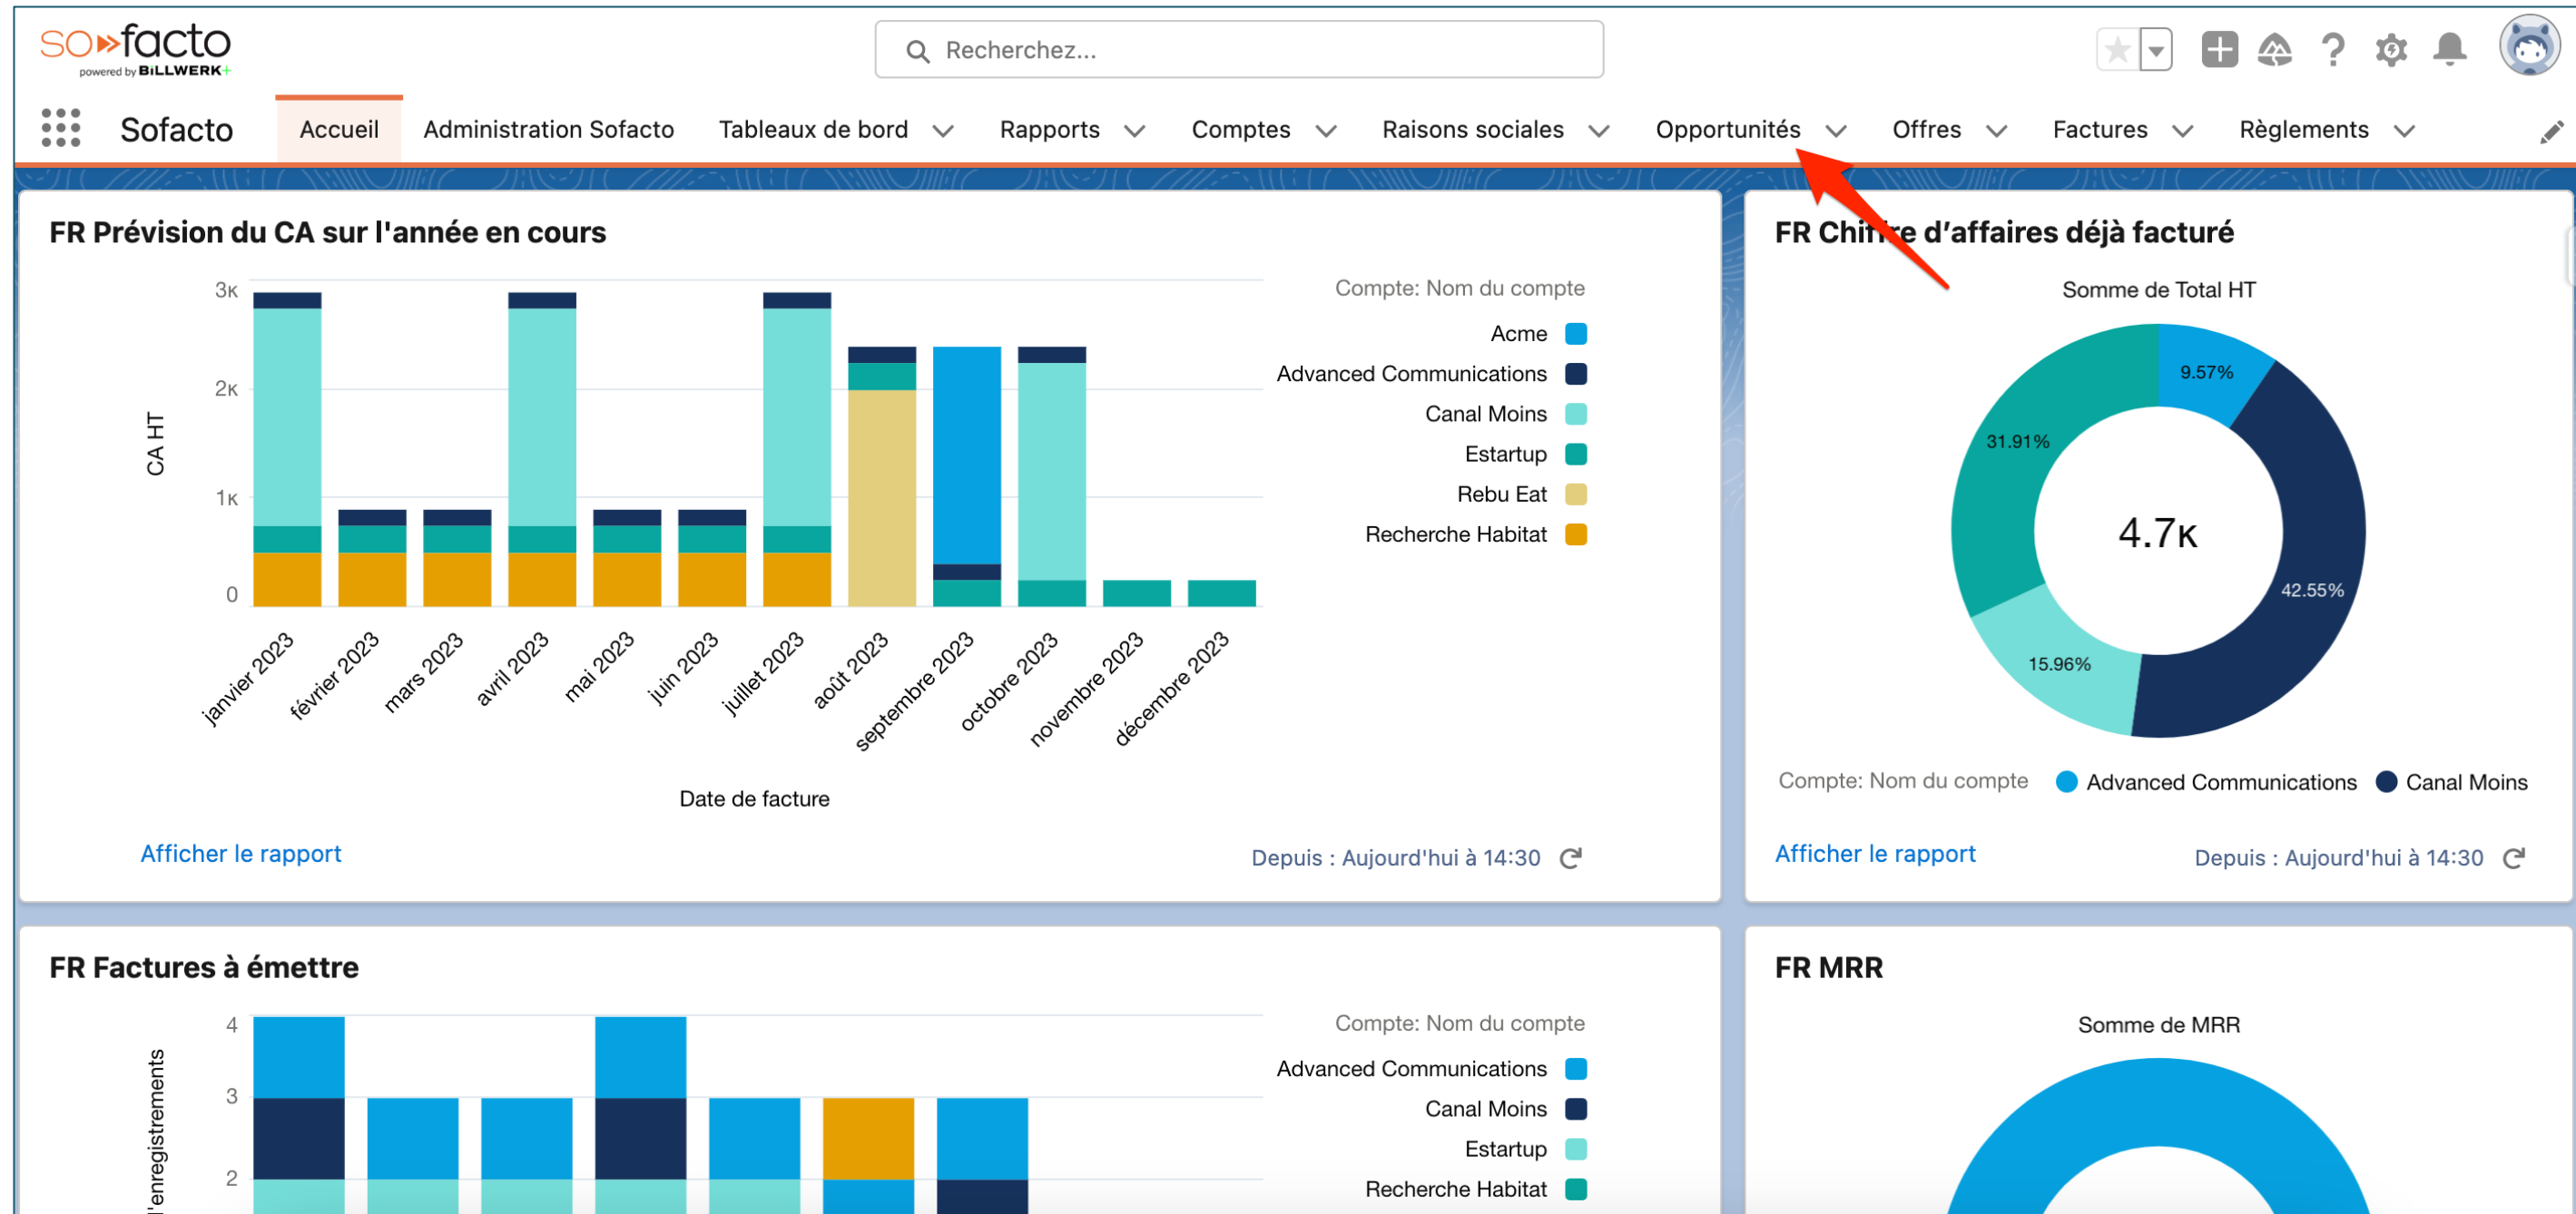 so facto
powered by BILLWERK+
Recherchez...
Sofacto
Accueil
Administration Sofacto
Tableaux de bord
Rapports
Comptes
Raisons sociales
Opportunités
Offres
Factures
Règlements
FR Prévision du CA sur l'année en cours
CA HT
3K
2K
1K
0
janvier 2023
février 2023
mars 2023
avril 2023
mai 2023
juin 2023
juillet 2023
août 2023
septembre 2023
octobre 2023
novembre 2023
décembre 2023
Date de facture
Compte: Nom du compte
Acme
Advanced Communications
Canal Moins
Estartup
Rebu Eat
Recherche Habitat
Afficher le rapport
Depuis : Aujourd'hui à 14:30
FR Chiffre d’affaires déjà facturé
Somme de Total HT
9.57%
31.91%
4.7K
42.55%
15.96%
Compte: Nom du compte
Advanced Communications
Canal Moins
Afficher le rapport
Depuis : Aujourd'hui à 14:30
FR Factures à émettre
l'enregistrements
4
3
2
Compte: Nom du compte
Advanced Communications
Canal Moins
Estartup
Recherche Habitat
FR MRR
Somme de MRR